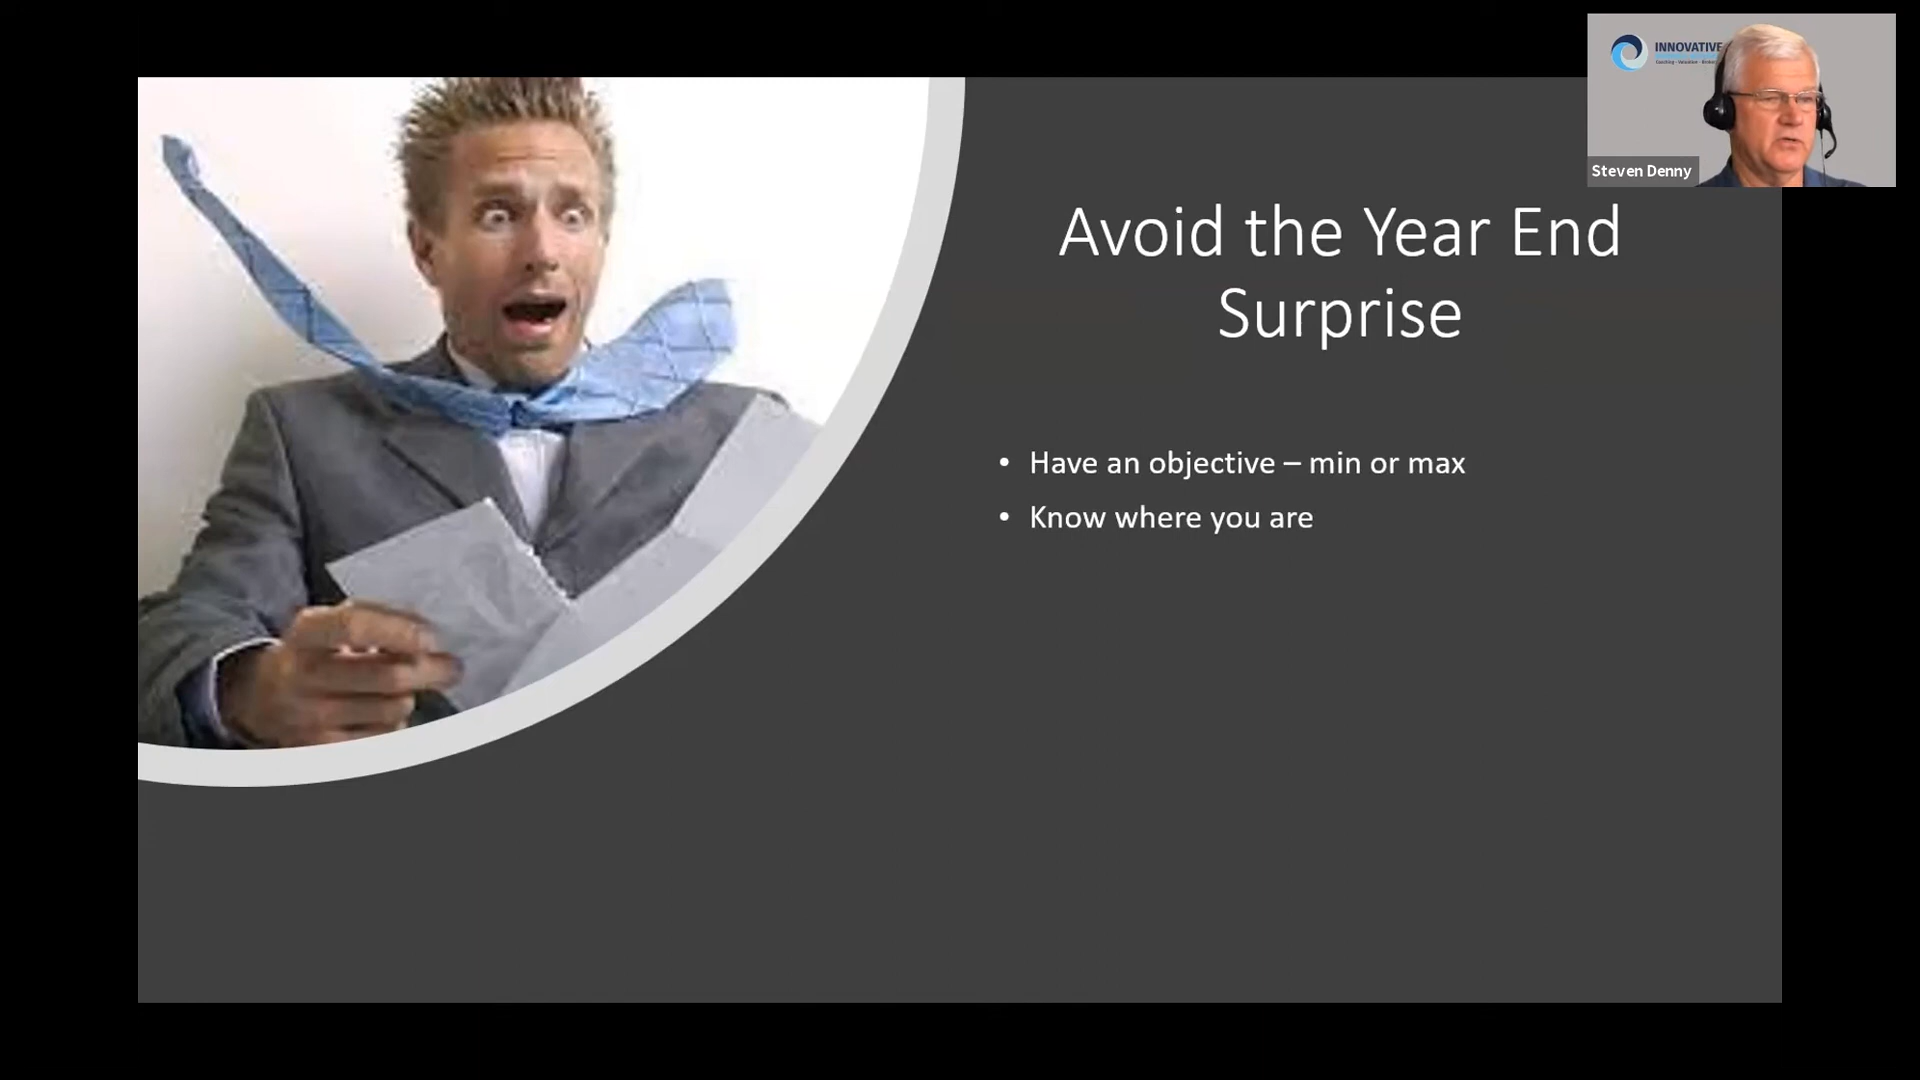 INNOVATIVE
Steven Denny
Avoid the Year End
Surprise
• Have an objective – min or max
• Know where you are